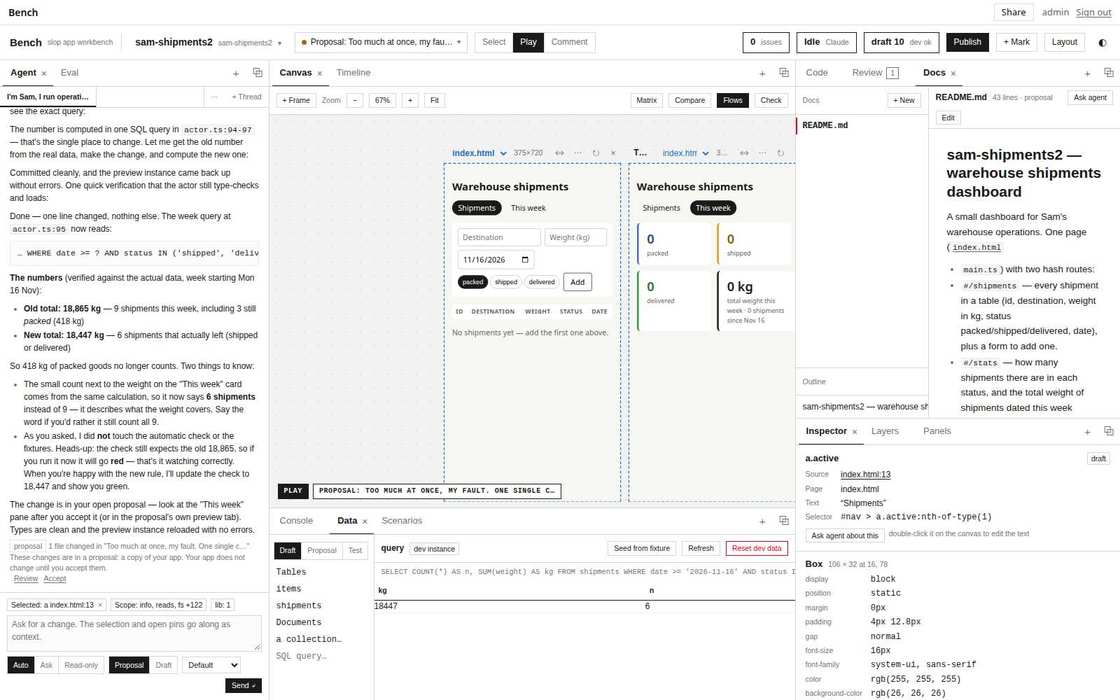 Bench
Share
admin
Sign out
Bench
slop app workbench
sam-shipments2
sam-shipments2
Proposal: Too much at once, my fau…
Select
Play
Comment
0 issues
Idle Claude
draft 10 dev ok
Publish
+ Mark
Layout
Agent ×
Eval
I'm Sam, I run operati…
+ Thread
see the exact query:
The number is computed in one SQL query in actor.ts:94-97
— that's the single place to change. Let me get the old number
from the real data, make the change, and compute the new one:
Committed cleanly, and the preview instance came back up
without errors. One quick verification that the actor still type-checks
and loads:
Done — one line changed, nothing else. The week query at
actor.ts:95 now reads:
… WHERE date >= ? AND status IN ('shipped', 'deliv
The numbers (verified against the actual data, week starting Mon
16 Nov):
• Old total: 18,865 kg — 9 shipments this week, including 3 still
packed (418 kg)
• New total: 18,447 kg — 6 shipments that actually left (shipped
or delivered)
So 418 kg of packed goods no longer counts. Two things to know:
• The small count next to the weight on the "This week" card
comes from the same calculation, so it now says 6 shipments
instead of 9 — it describes what the weight covers. Say the
word if you'd rather it still count all 9.
• As you asked, I did not touch the automatic check or the
fixtures. Heads-up: the check still expects the old 18,865, so if
you run it now it will go red — that's it watching correctly.
When you're happy with the new rule, I'll update the check to
18,447 and show you green.
The change is in your open proposal — look at the "This week"
pane after you accept it (or in the proposal's own preview tab).
Types are clean and the preview instance reloaded with no errors.
proposal 1 file changed in "Too much at once, my fault. One single c…"
These changes are in a proposal: a copy of your app. Your app does not
change until you accept them.
Review Accept
Selected: a index.html:13 ×
Scope: info, reads, fs +122
lib: 1
Ask for a change. The selection and open pins go along as
context.
Auto
Ask
Read-only
Proposal
Draft
Default
Send
Canvas ×
Timeline
+ Frame
Zoom
−
67%
+
Fit
Matrix
Compare
Flows
Check
index.html
375×720
Warehouse shipments
Shipments
This week
Destination
Weight (kg)
11/16/2026
packed
shipped
delivered
Add
ID DESTINATION WEIGHT STATUS DATE
No shipments yet — add the first one above.
T…
3…
Warehouse shipments
Shipments
This week
0
packed
0
shipped
0
delivered
0 kg
total weight this
week · 0 shipments
since Nov 16
PLAY
PROPOSAL: TOO MUCH AT ONCE, MY FAULT. ONE SINGLE C…
Console
Data ×
Scenarios
Draft
Proposal
Test
Tables
items
shipments
Documents
a collection…
SQL query…
query
dev instance
Seed from fixture
Refresh
Reset dev data
SELECT COUNT(*) AS n, SUM(weight) AS kg FROM shipments WHERE date >= '2026-11-16' AND status I
kg n
18447 6
Code
Review 1
Docs ×
Docs
+ New
README.md
Outline
sam-shipments2 — warehouse sh
README.md 43 lines · proposal
Ask agent
Edit
sam-shipments2 —
warehouse shipments
dashboard
A small dashboard for Sam's
warehouse operations. One page
(index.html
• main.ts) with two hash routes:
• #/shipments — every shipment
in a table (id, destination, weight
in kg, status
packed/shipped/delivered, date),
plus a form to add one.
• #/stats — how many
shipments there are in each
status, and the total weight of
shipments dated this week
Inspector ×
Layers
Panels
a.active
draft
Source index.html:13
Page index.html
Text “Shipments”
Selector #nav > a.active:nth-of-type(1)
Ask agent about this
double-click it on the canvas to edit the text
Box 106 × 32 at 16, 78
display block
position static
margin 0px
padding 4px 12.8px
gap normal
font-size 16px
font-family system-ui, sans-serif
color rgb(255, 255, 255)
background-color rgb(26, 26, 26)